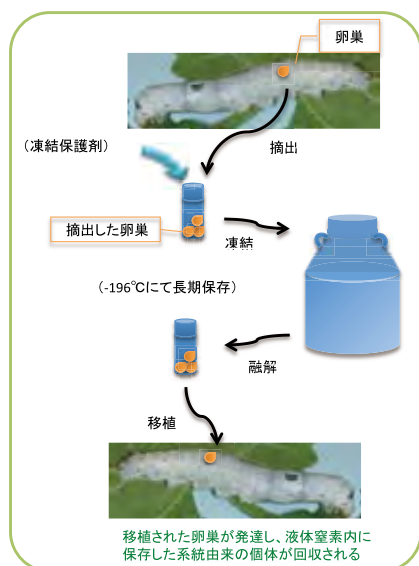 卵巣
摘出
（凍結保護剤）
摘出した卵巣
凍結
（-196℃にて長期保存）
融解
移植
移植された卵巣が発達し、液体窒素内に
保存した系統由来の個体が回収される